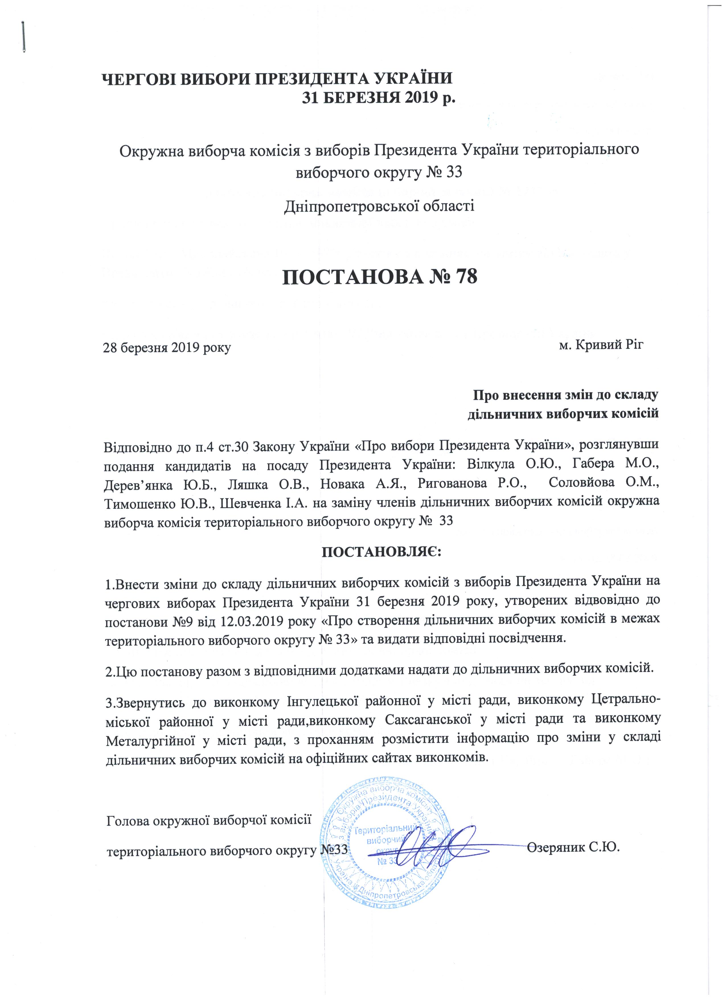 ЧЕРГОВІ ВИБОРИ ПРЕЗИДЕНТА УКРАЇНИ
31 БЕРЕЗНЯ 2019 р.
Окружна виборча комісія з виборів Президента України територіального
виборчого округу № 33
Дніпропетровської області
ПОСТАНОВА № 78
28 березня 2019 року м. Кривий Ріг
Про внесення змін до складу
дільничних виборчих комісій
Відповідно до п.4 ст.30 Закону України «Про вибори Президента України», розглянувши
подання кандидатів на посаду Президента України: Вілкула О.Ю., Габера М.О.,
Дерев’янка Ю.Б., Ляшка О.В., Новака А.Я., Ригованова Р.О., Соловйова О.М.,
Тимошенко Ю.В., Шевченка І.А. на заміну членів дільничних виборчих комісій окружна
виборча комісія територіального виборчого округу № 33
ПОСТАНОВЛЯЄ:
1.Внести зміни до складу дільничних виборчих комісій з виборів Президента України на
чергових виборах Президента України 31 березня 2019 року, утворених відвовідно до
постанови №9 від 12.03.2019 року «Про створення дільничних виборчих комісій в межах
територіального виборчого округу № 33» та видати відповідні посвідчення.
2.Цю постанову разом з відповідними додатками надати до дільничних виборчих комісій.
3.Звернутись до виконкому Інгулецької районної у місті ради, виконкому Цетрально-
міської районної у місті ради,виконкому Саксаганської у місті ради та виконкому
Металургійної у місті ради, з проханням розмістити інформацію про зміни у складі
дільничних виборчих комісій на офіційних сайтах виконкомів.
Голова окружної виборчої комісії
територіального виборчого округу №33 Озеряник С.Ю.
Окружна виборча комісія
з виборів Президента України
Територіальний
виборчий
округ
№ 33
Україна Дніпропетровська область